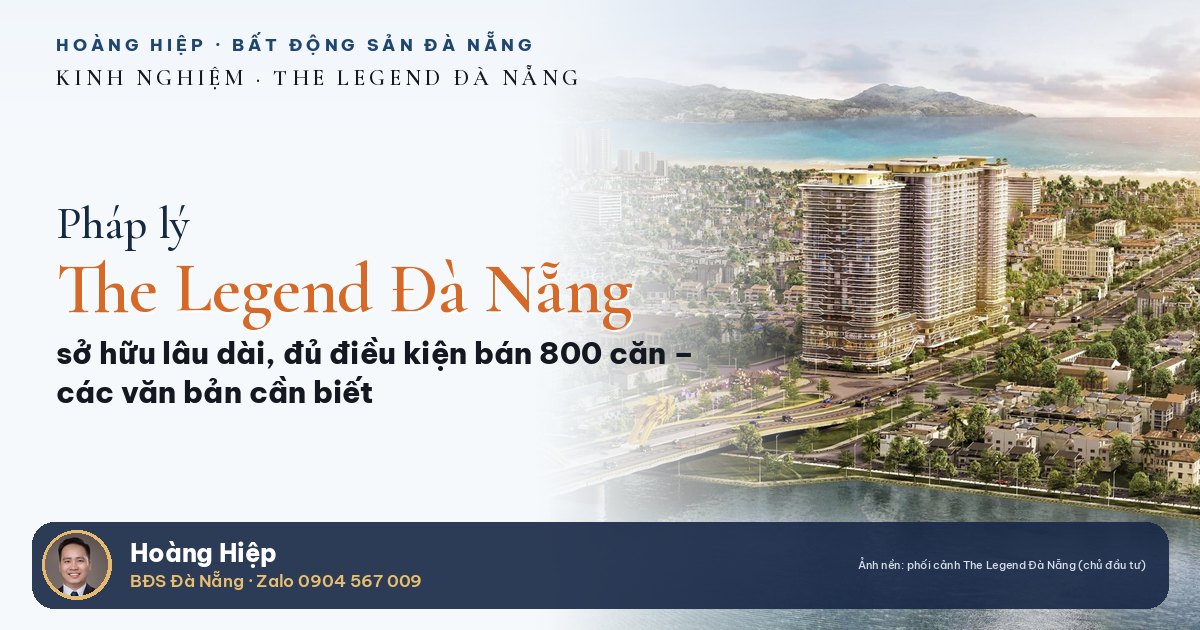 HOÀNG HIỆP · BẤT ĐỘNG SẢN ĐÀ NẴNG
KINH NGHIỆM · THE LEGEND ĐÀ NẴNG
Pháp lý
The Legend Đà Nẵng
sở hữu lâu dài, đủ điều kiện bán 800 căn –
các văn bản cần biết
Hoàng Hiệp
BĐS Đà Nẵng · Zalo 0904 567 009
Ảnh nền: phối cảnh The Legend Đà Nẵng (chủ đầu tư)